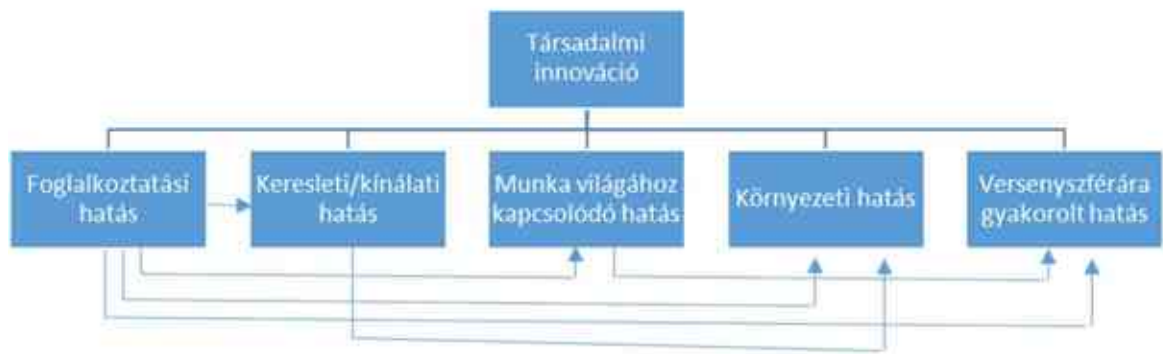 Társadalmi
innováció
Foglalkoztatási
hatás
Keresleti/kínálati
hatás
Munka világához
kapcsolódó hatás
Környezeti hatás
Versenyszférára
gyakorolt hatás